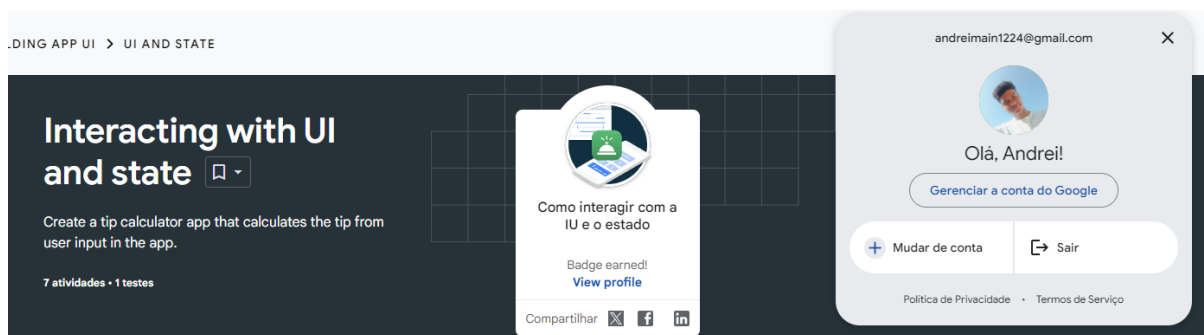 LDING APP UI > UI AND STATE
Interacting with UI
and state
Create a tip calculator app that calculates the tip from
user input in the app.
7 atividades • 1 testes
Como interagir com a
IU e o estado
Badge earned!
View profile
Compartilhar
andreimain1224@gmail.com
Olá, Andrei!
Gerenciar a conta do Google
Mudar de conta
Sair
Política de Privacidade • Termos de Serviço